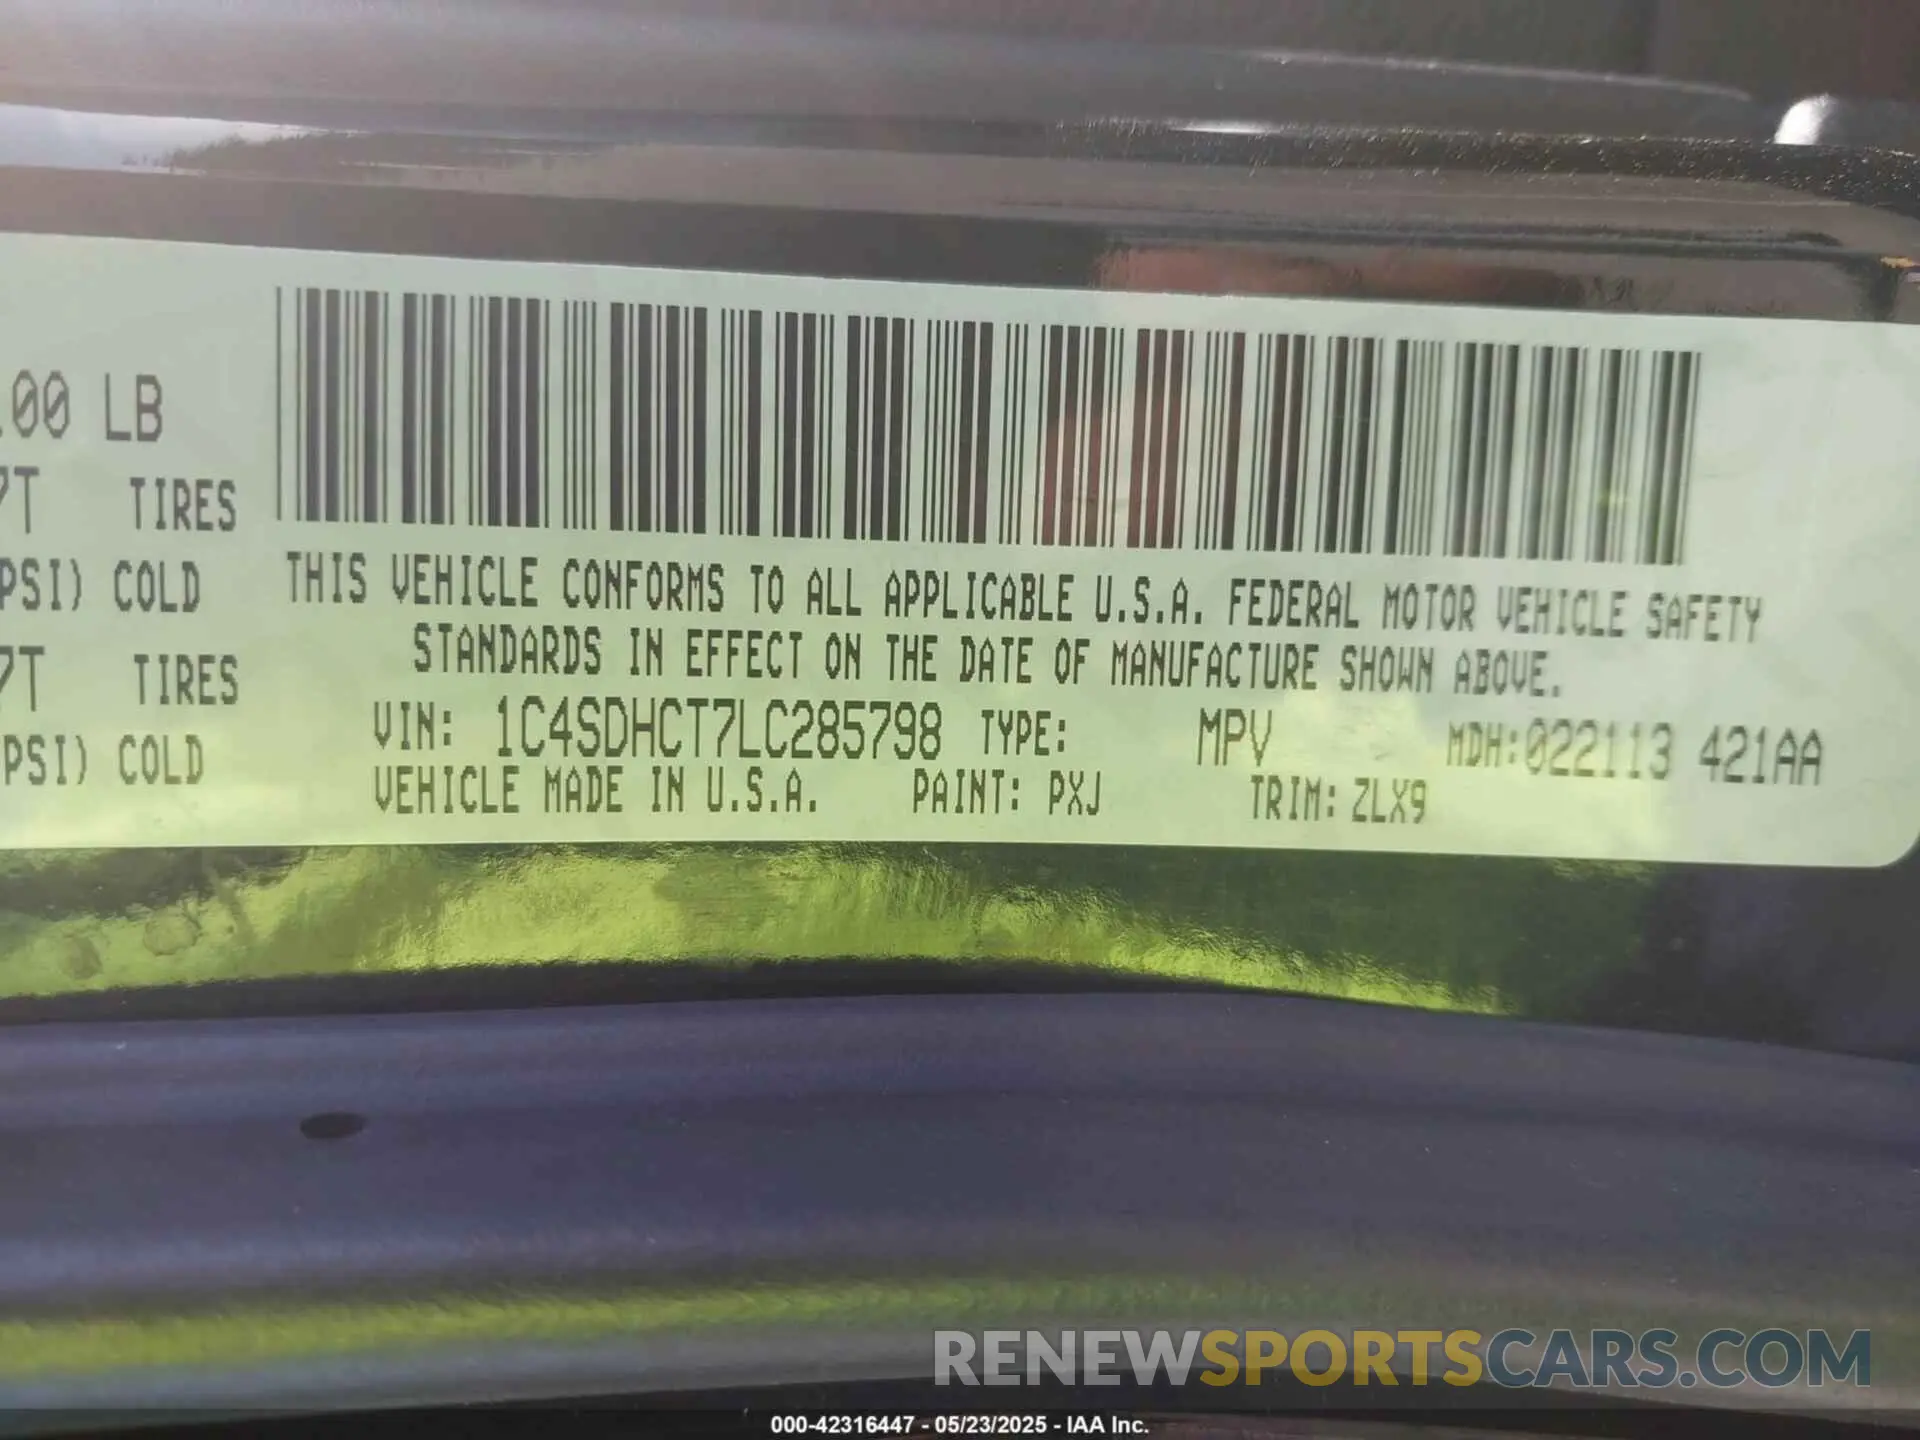 00 LB
7T TIRES
PSI) COLD
7T TIRES
PSI) COLD
THIS VEHICLE CONFORMS TO ALL APPLICABLE U.S.A. FEDERAL MOTOR VEHICLE SAFETY
STANDARDS IN EFFECT ON THE DATE OF MANUFACTURE SHOWN ABOVE.
VIN: 1C4SDHCT7LC285798 TYPE: MPV MDH:022113 421AA
VEHICLE MADE IN U.S.A. PAINT: PXJ TRIM: ZLX9
RENEWSPORTSCARS.COM
000-42316447 - 05/23/2025 - IAA Inc.